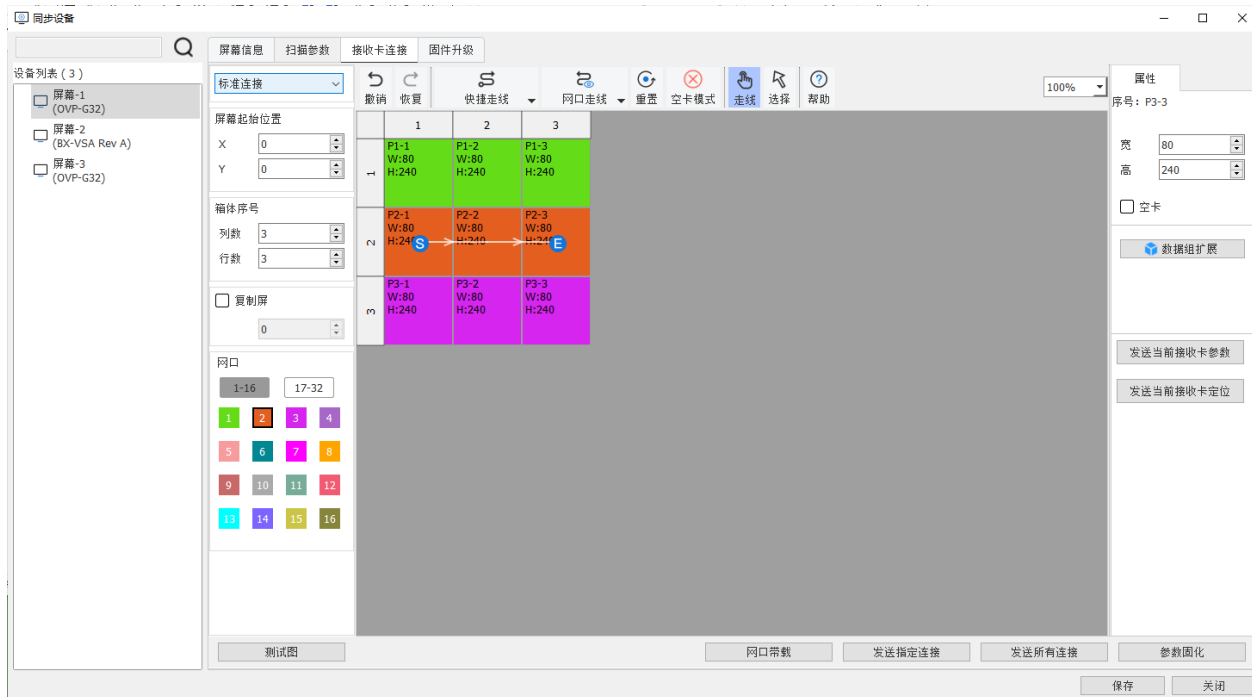 同步设备
屏幕信息 扫描参数 接收卡连接 固件升级
设备列表 ( 3 )
屏幕-1
(OVP-G32)
屏幕-2
(BX-VSA Rev A)
屏幕-3
(OVP-G32)
标准连接
撤销 恢复 快捷走线 网口走线 重置 空卡模式 走线 选择 帮助
100%
屏幕起始位置
X 0
Y 0
箱体序号
列数 3
行数 3
复制屏
0
网口
1-16 17-32
1 2 3 4
5 6 7 8
9 10 11 12
13 14 15 16
1 2 3
1
P1-1 P1-2 P1-3
W:80 W:80 W:80
H:240 H:240 H:240
2
P2-1 P2-2 P2-3
W:80 W:80 W:80
H:240 H:240 H:240
S E
3
P3-1 P3-2 P3-3
W:80 W:80 W:80
H:240 H:240 H:240
属性
序号: P3-3
宽 80
高 240
空卡
数据组扩展
发送当前接收卡参数
发送当前接收卡定位
测试图 网口带载 发送指定连接 发送所有连接 参数固化
保存 关闭